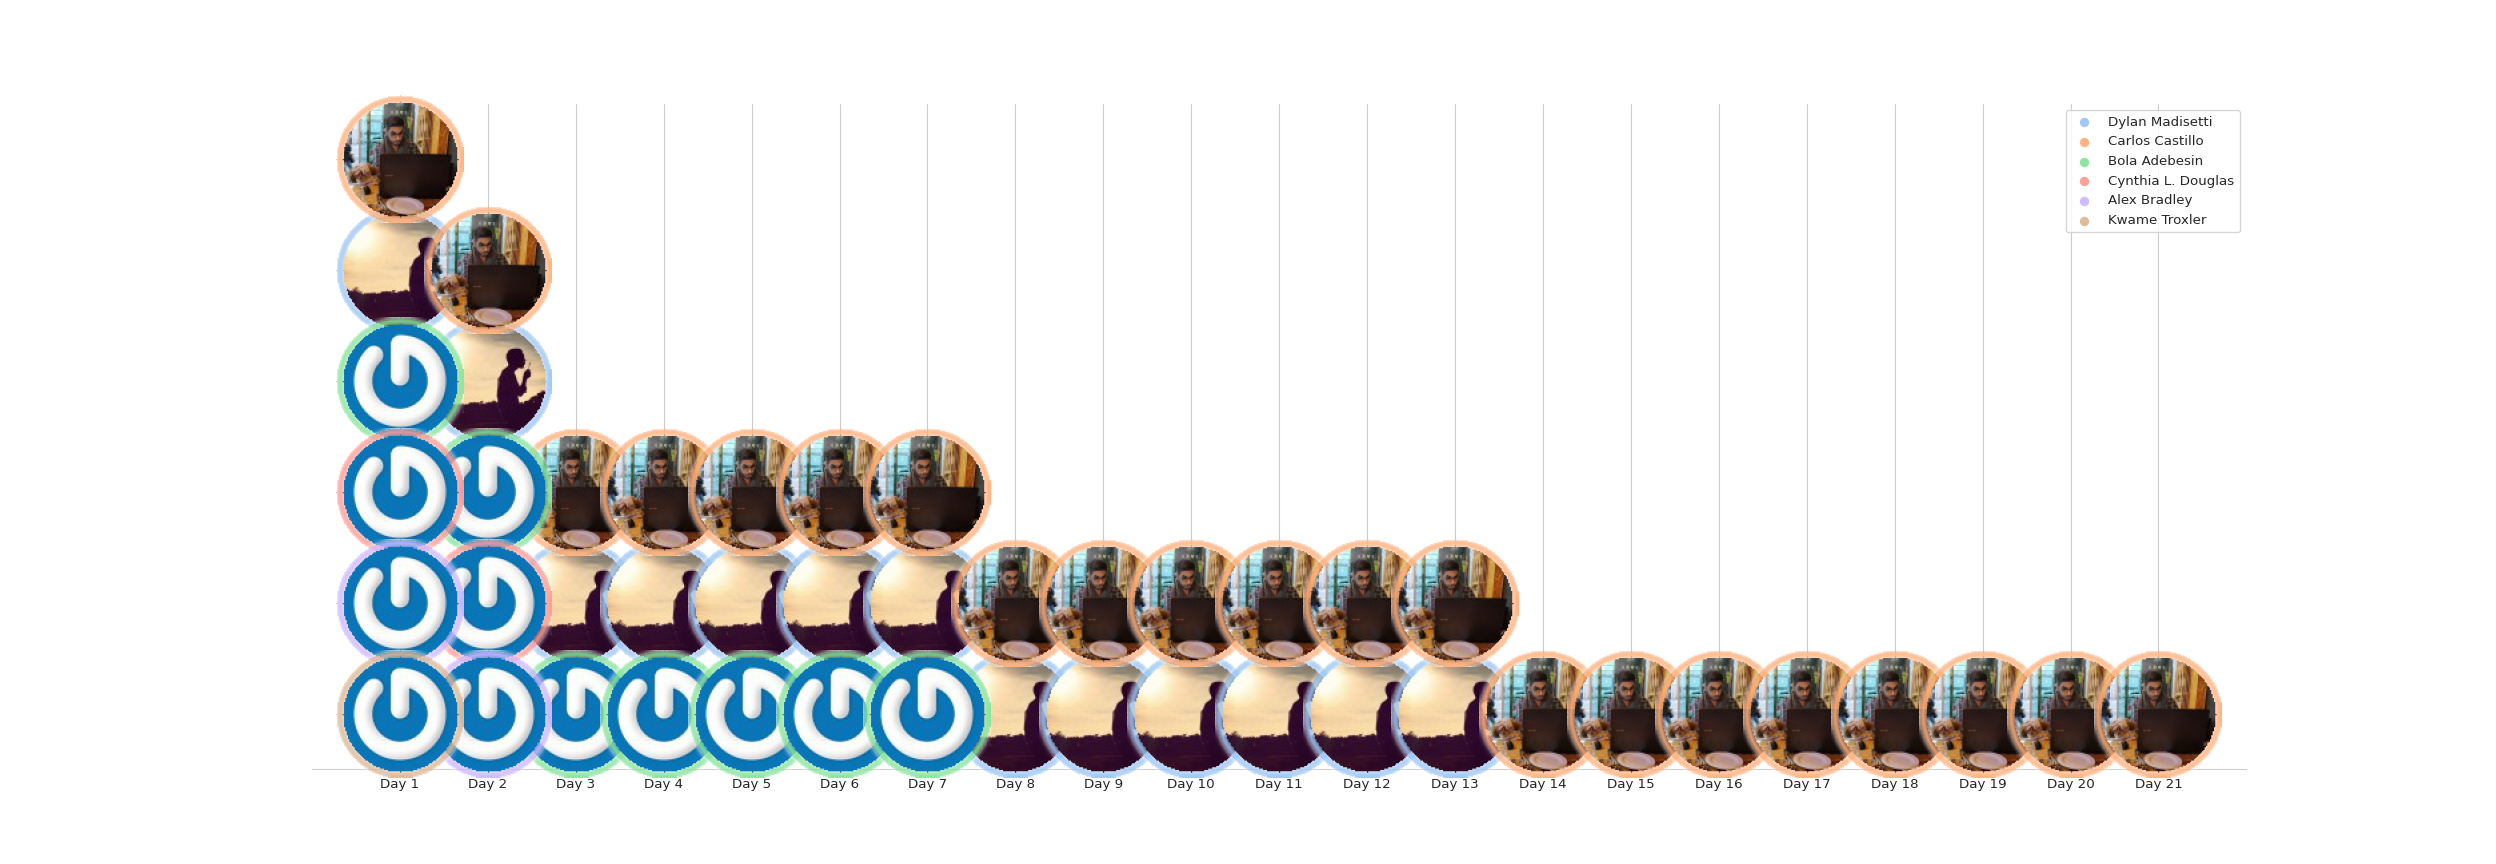 Dylan Madisetti
Carlos Castillo
Bola Adebesin
Cynthia L. Douglas
Alex Bradley
Kwame Troxler
Day 1 Day 2 Day 3 Day 4 Day 5 Day 6 Day 7 Day 8 Day 9 Day 10 Day 11 Day 12 Day 13 Day 14 Day 15 Day 16 Day 17 Day 18 Day 19 Day 20 Day 21